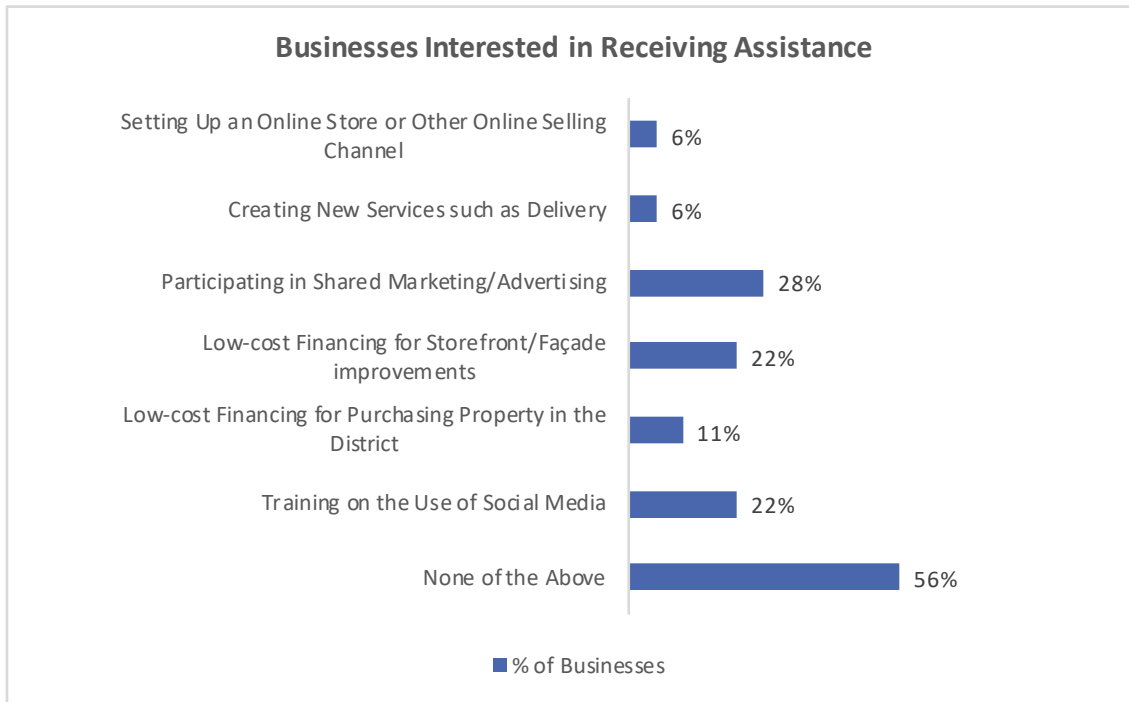 Businesses Interested in Receiving Assistance
Setting Up an Online Store or Other Online Selling
Channel
6%
Creating New Services such as Delivery
6%
Participating in Shared Marketing/Advertising
28%
Low-cost Financing for Storefront/Façade
improvements
22%
Low-cost Financing for Purchasing Property in the
District
11%
Training on the Use of Social Media
22%
None of the Above
56%
% of Businesses